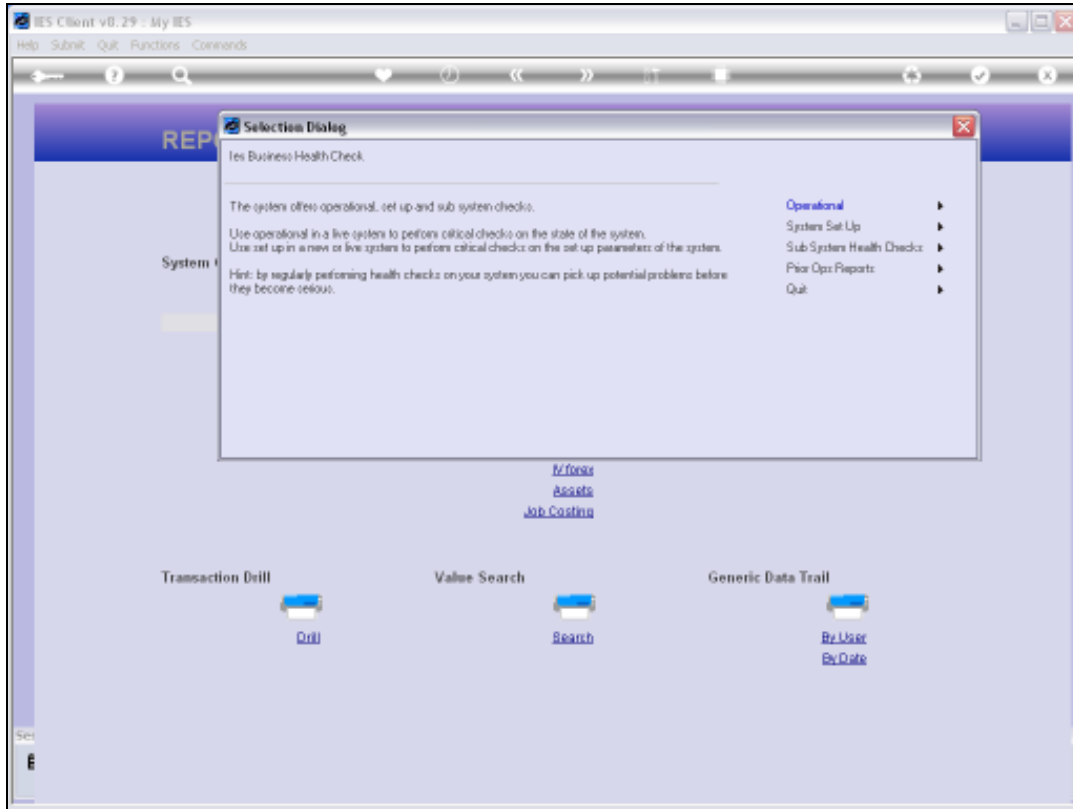 IES Client v8.29 : My IES
Help Submit Quit Functions Commands
REP
Selection Dialog
Ies Business Health Check.
The system offers operational, set up and sub system checks.
Use operational in a live system to perform critical checks on the state of the system.
Use set up in a new or live system to perform critical checks on the set up parameters of the system.
Hint: by regularly performing health checks on your system you can pick up potential problems before
they become serious.
Operational
System Set Up
Sub System Health Checks
Prior Ops Reports
Quit
System
IV forex
Assets
Job Costing
Transaction Drill
Value Search
Generic Data Trail
Drill
Search
By User
By Date
Se